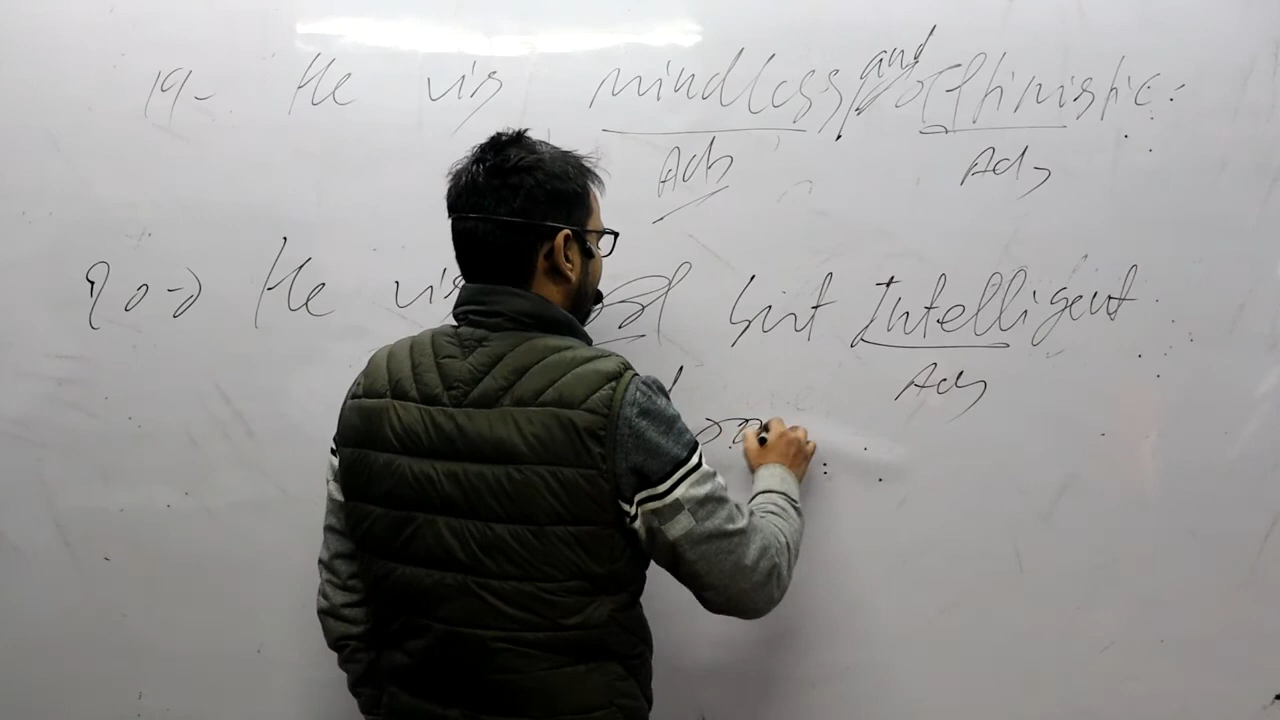 19- He is mindless and optimistic.
Adj Adj
20- He is but Intelligent
Adj